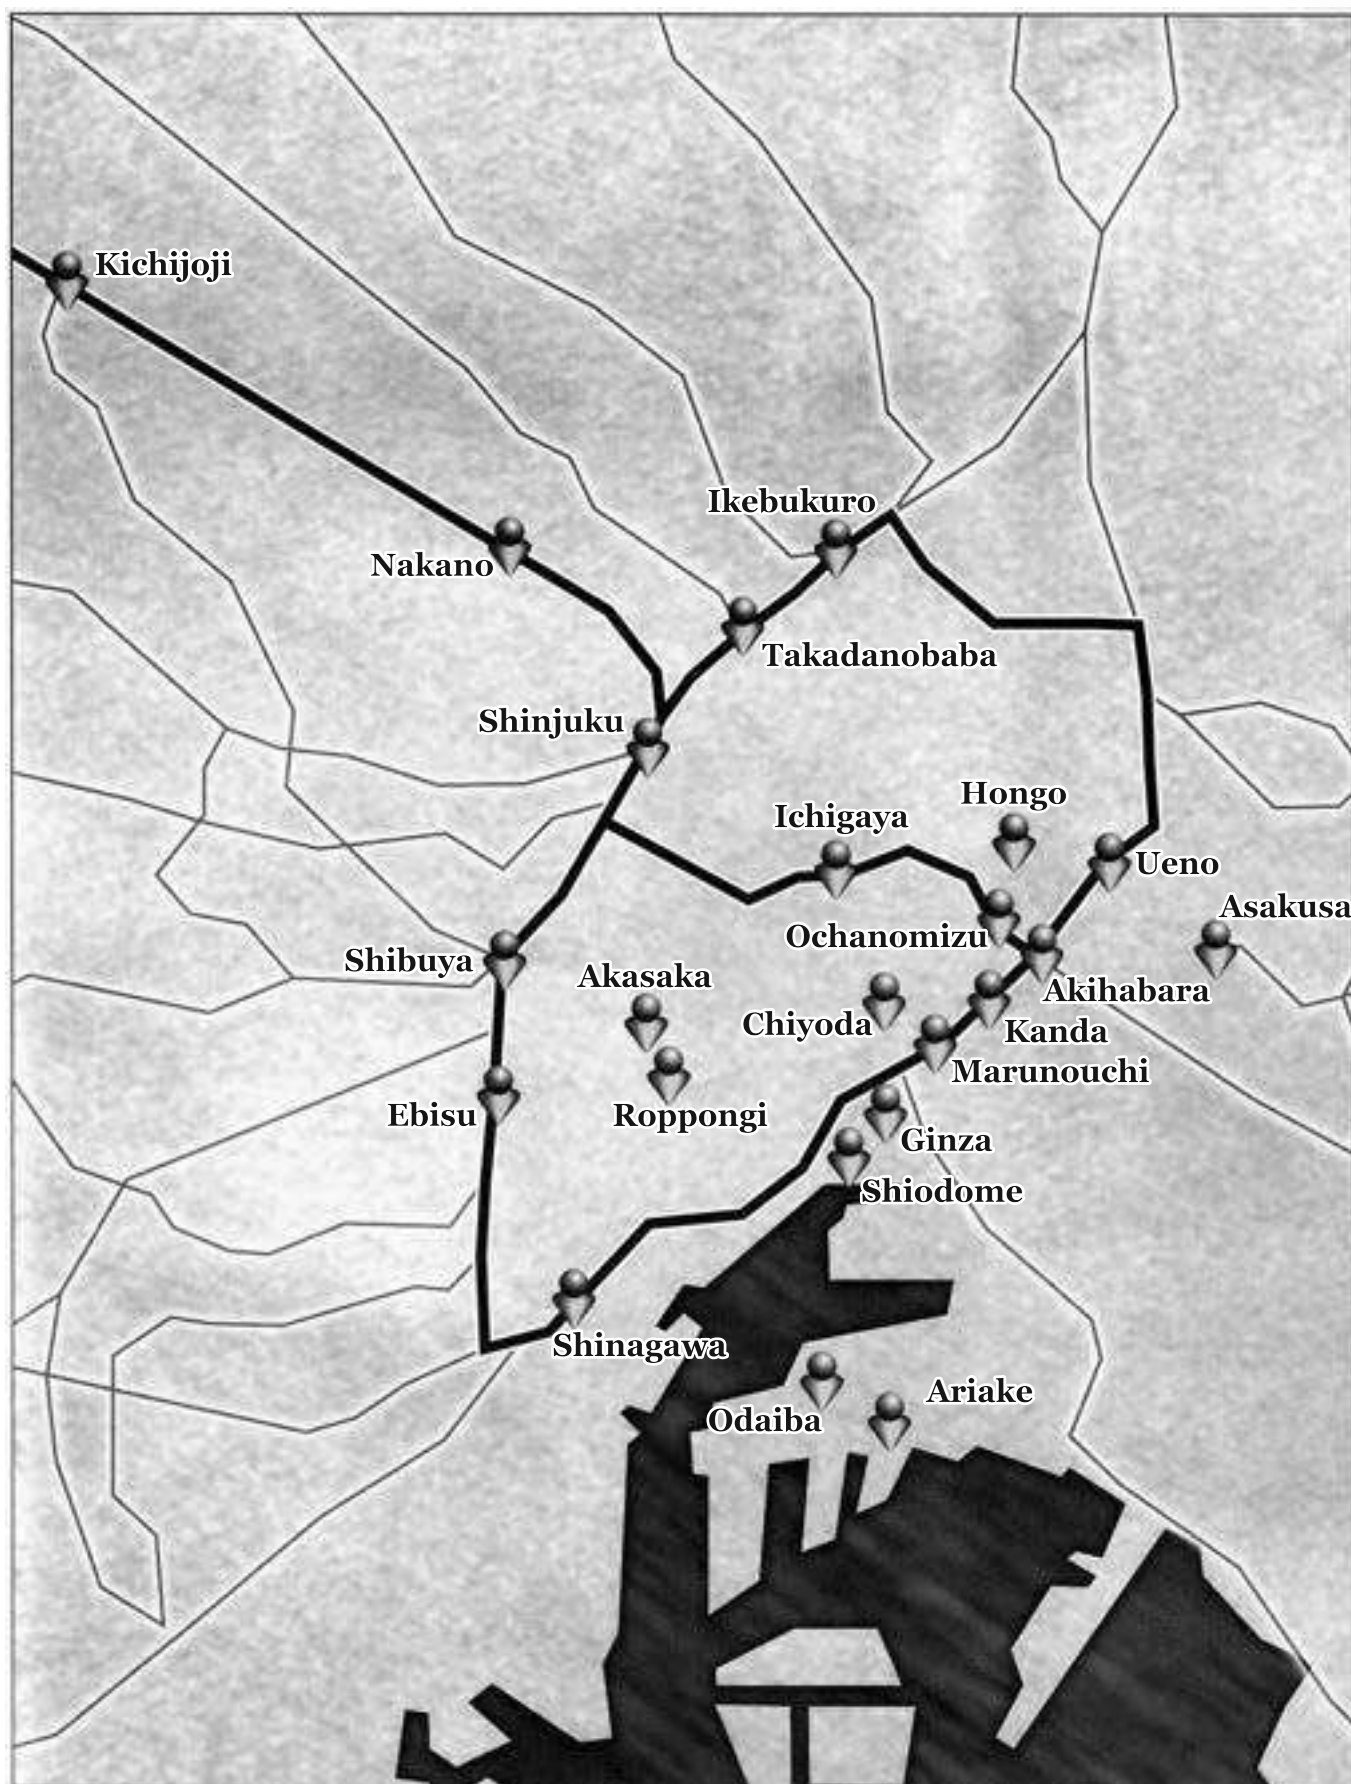 Kichijoji
Ikebukuro
Nakano
Takadanobaba
Shinjuku
Hongo
Ichigaya
Ueno
Asakusa
Ochanomizu
Shibuya
Akasaka
Akihabara
Chiyoda
Kanda
Marunouchi
Ebisu
Roppongi
Ginza
Shiodome
Shinagawa
Ariake
Odaiba